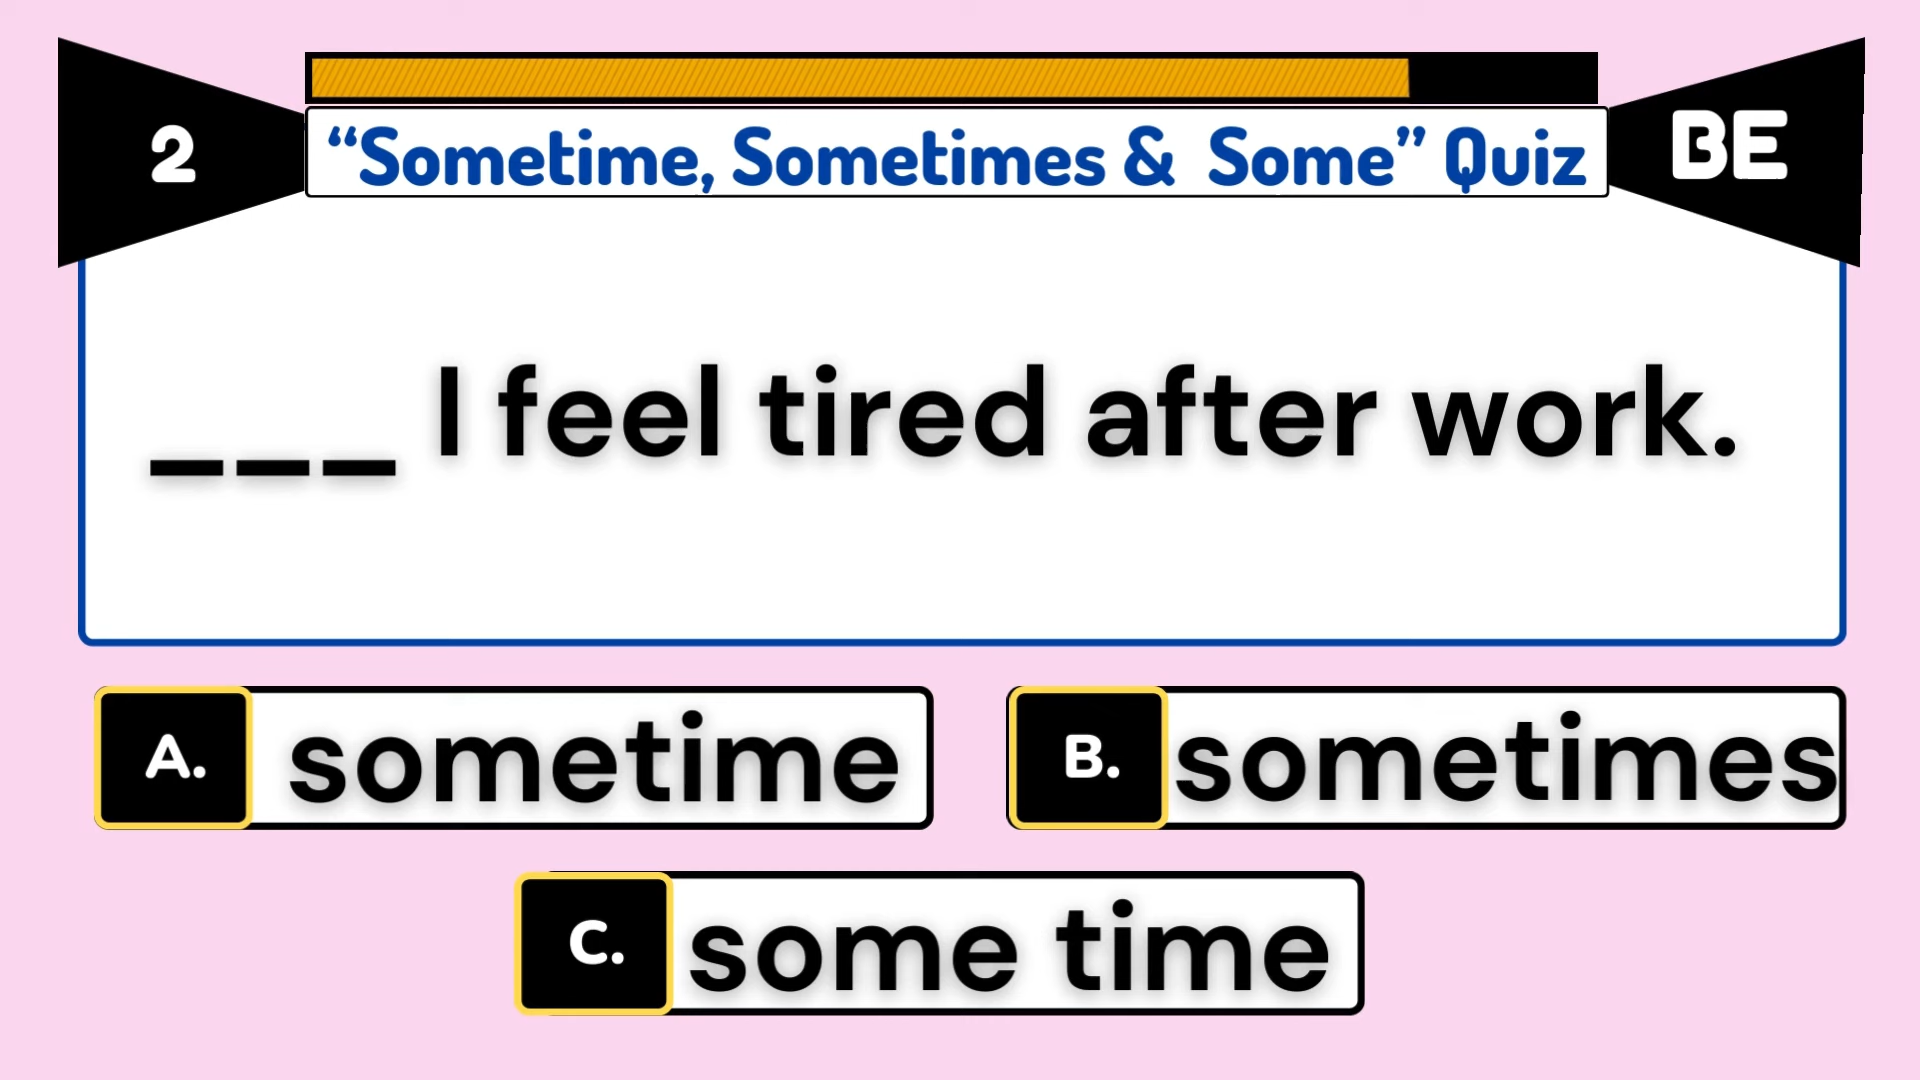 2
“Sometime, Sometimes & Some” Quiz
BE
___ I feel tired after work.
A. sometime
B. sometimes
C. some time